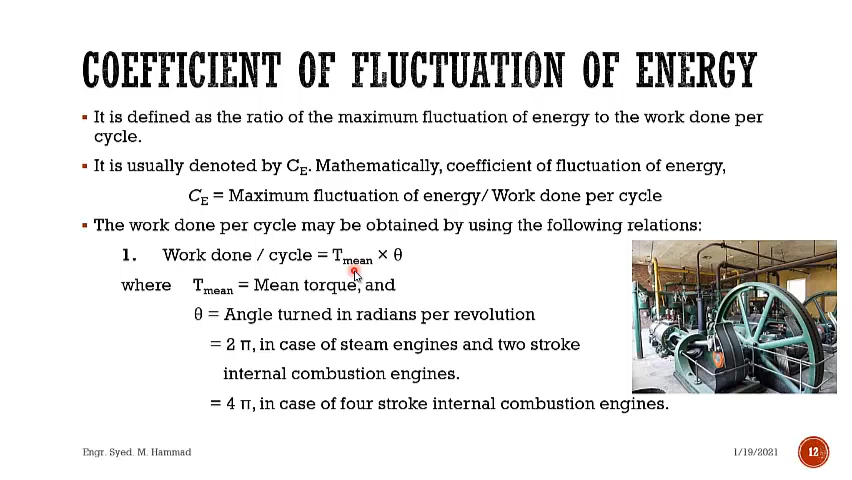 COEFFICIENT OF FLUCTUATION OF ENERGY
▪ It is defined as the ratio of the maximum fluctuation of energy to the work done per
cycle.
▪ It is usually denoted by C_E. Mathematically, coefficient of fluctuation of energy,
C_E = Maximum fluctuation of energy/ Work done per cycle
▪ The work done per cycle may be obtained by using the following relations:
1. Work done / cycle = T_mean × θ
where T_mean = Mean torque, and
θ = Angle turned in radians per revolution
= 2 π, in case of steam engines and two stroke
internal combustion engines.
= 4 π, in case of four stroke internal combustion engines.
Engr. Syed. M. Hammad 1/19/2021 12